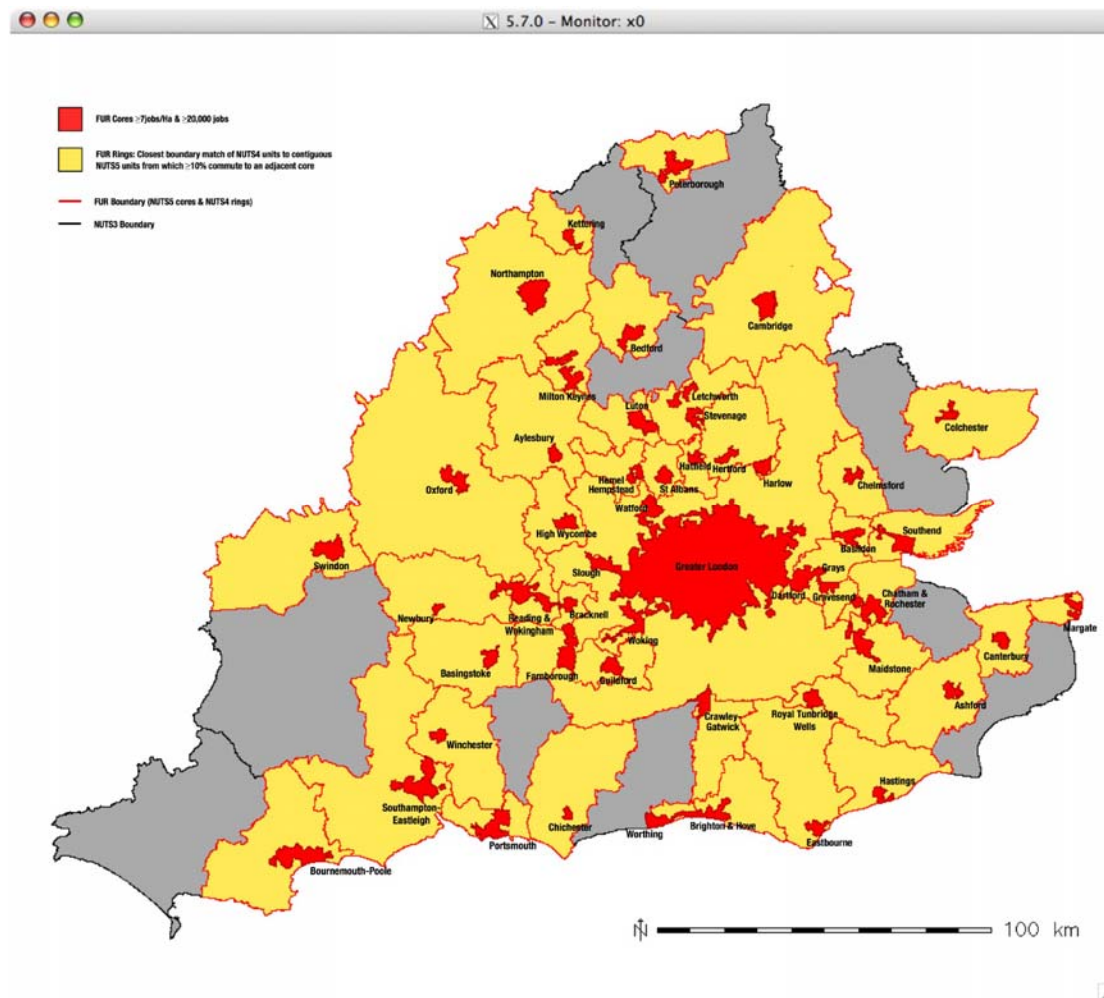 5.7.0 – Monitor: x0
FUR Cores ≥7jobs/Ha & ≥20,000 jobs
FUR Rings: Closest boundary match of NUTS4 units to contiguous
NUTS5 units from which ≥10% commute to an adjacent core
FUR Boundary (NUTS5 cores & NUTS4 rings)
NUTS3 Boundary
Peterborough
Kettering
Northampton
Cambridge
Bedford
Milton Keynes
Letchworth
Luton
Stevenage
Colchester
Aylesbury
Hatfield
Hertford
Oxford
Hemel
Hempstead
St Albans
Harlow
Chelmsford
Watford
High Wycombe
Southend
Basildon
Swindon
Slough
Greater London
Grays
Dartford
Gravesend
Chatham &
Rochester
Newbury
Reading &
Wokingham
Bracknell
Margate
Woking
Canterbury
Basingstoke
Farnborough
Guildford
Maidstone
Ashford
Crawley-
Gatwick
Royal Tunbridge
Wells
Winchester
Hastings
Southampton-
Eastleigh
Chichester
Worthing
Brighton & Hove
Portsmouth
Eastbourne
Bournemouth-Poole
N
100 km